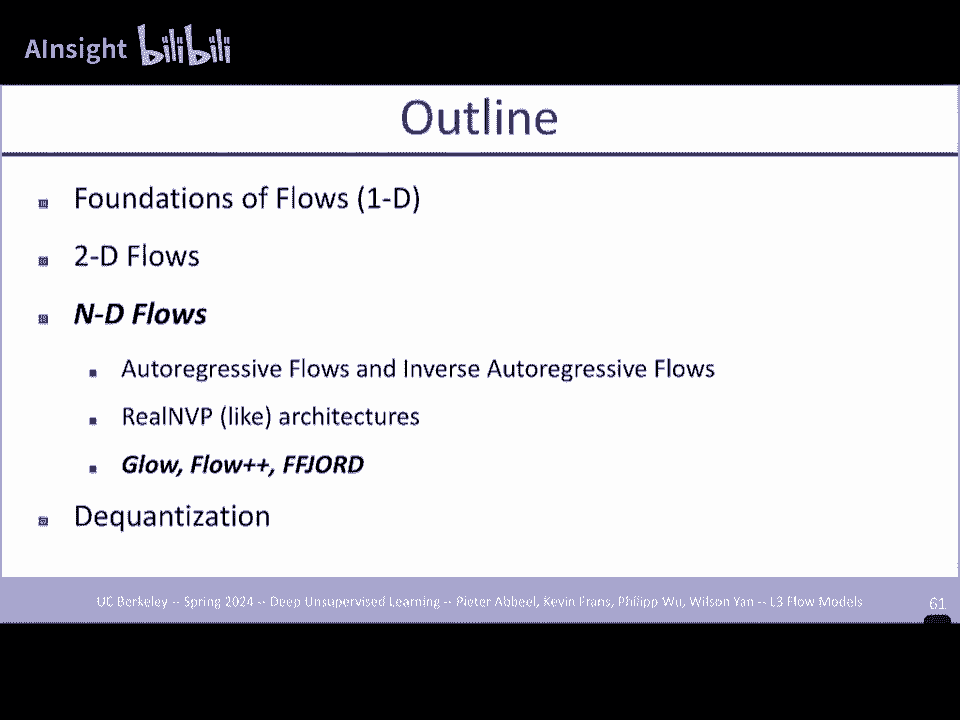 AInsight bilibili
Outline
Foundations of Flows (1-D)
2-D Flows
N-D Flows
Autoregressive Flows and Inverse Autoregressive Flows
RealNVP (like) architectures
Glow, Flow++, FFJORD
Dequantization
UC Berkeley -- Spring 2024 -- Deep Unsupervised Learning -- Pieter Abbeel, Kevin Frans, Philipp Wu, Wilson Yan -- L3 Flow Models
61